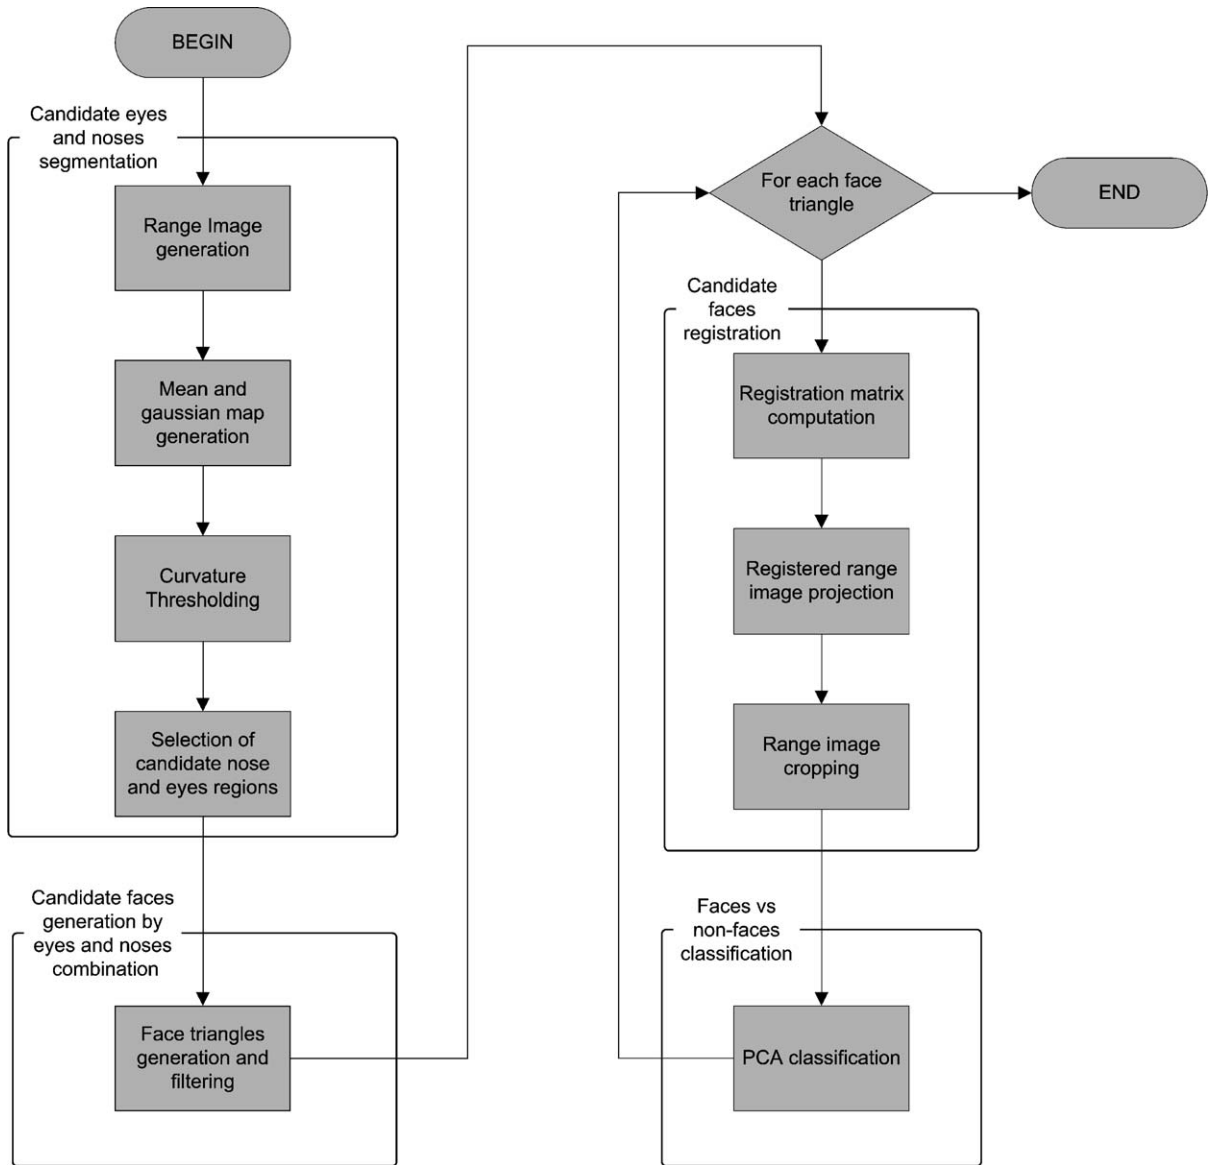 BEGIN
Candidate eyes
and noses
segmentation
Range Image
generation
Mean and
gaussian map
generation
Curvature
Thresholding
Selection of
candidate nose
and eyes regions
Candidate faces
generation by
eyes and noses
combination
Face triangles
generation and
filtering
For each face
triangle
END
Candidate
faces
registration
Registration matrix
computation
Registered range
image projection
Range image
cropping
Faces vs
non-faces
classification
PCA classification